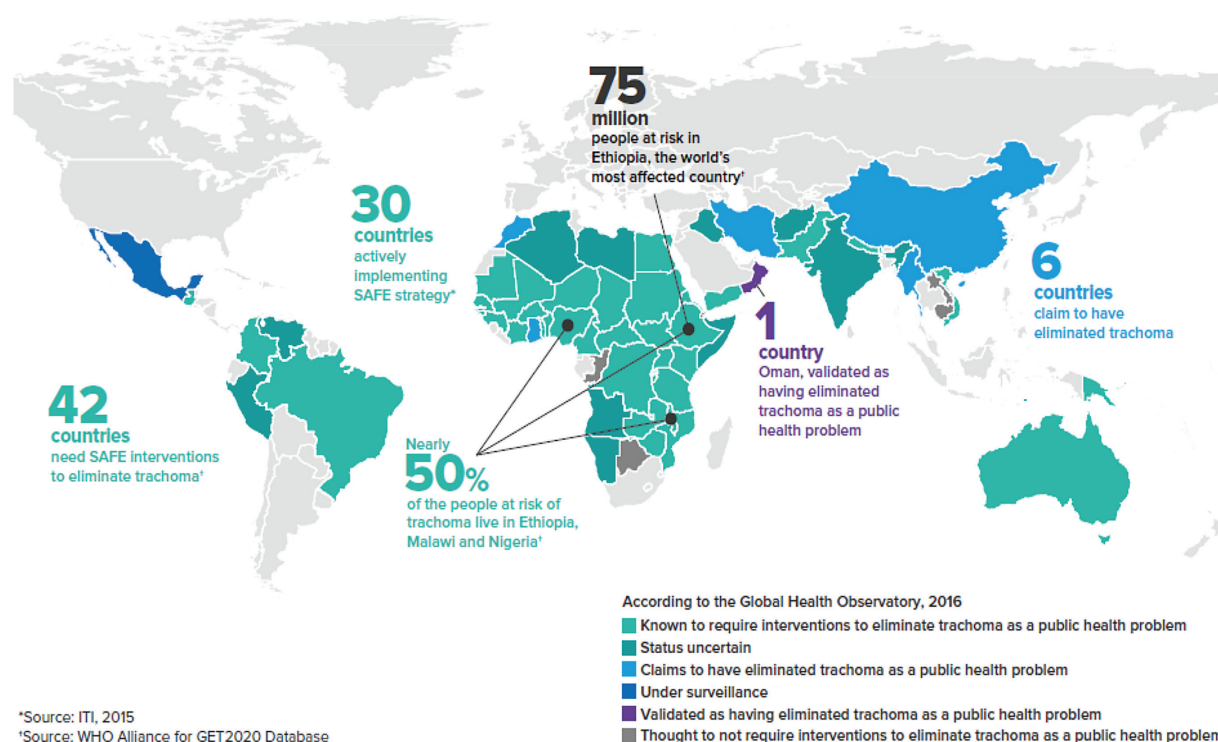 75
million
people at risk in
Ethiopia, the world's
most affected country†
30
countries
actively
implementing
SAFE strategy*
6
countries
claim to have
eliminated trachoma
1
country
Oman, validated as
having eliminated
trachoma as a public
health problem
42
countries
need SAFE interventions
to eliminate trachoma†
Nearly
50%
of the people at risk of
trachoma live in Ethiopia,
Malawi and Nigeria†
According to the Global Health Observatory, 2016
Known to require interventions to eliminate trachoma as a public health problem
Status uncertain
Claims to have eliminated trachoma as a public health problem
Under surveillance
Validated as having eliminated trachoma as a public health problem
Thought to not require interventions to eliminate trachoma as a public health problem
*Source: ITI, 2015
†Source: WHO Alliance for GET2020 Database